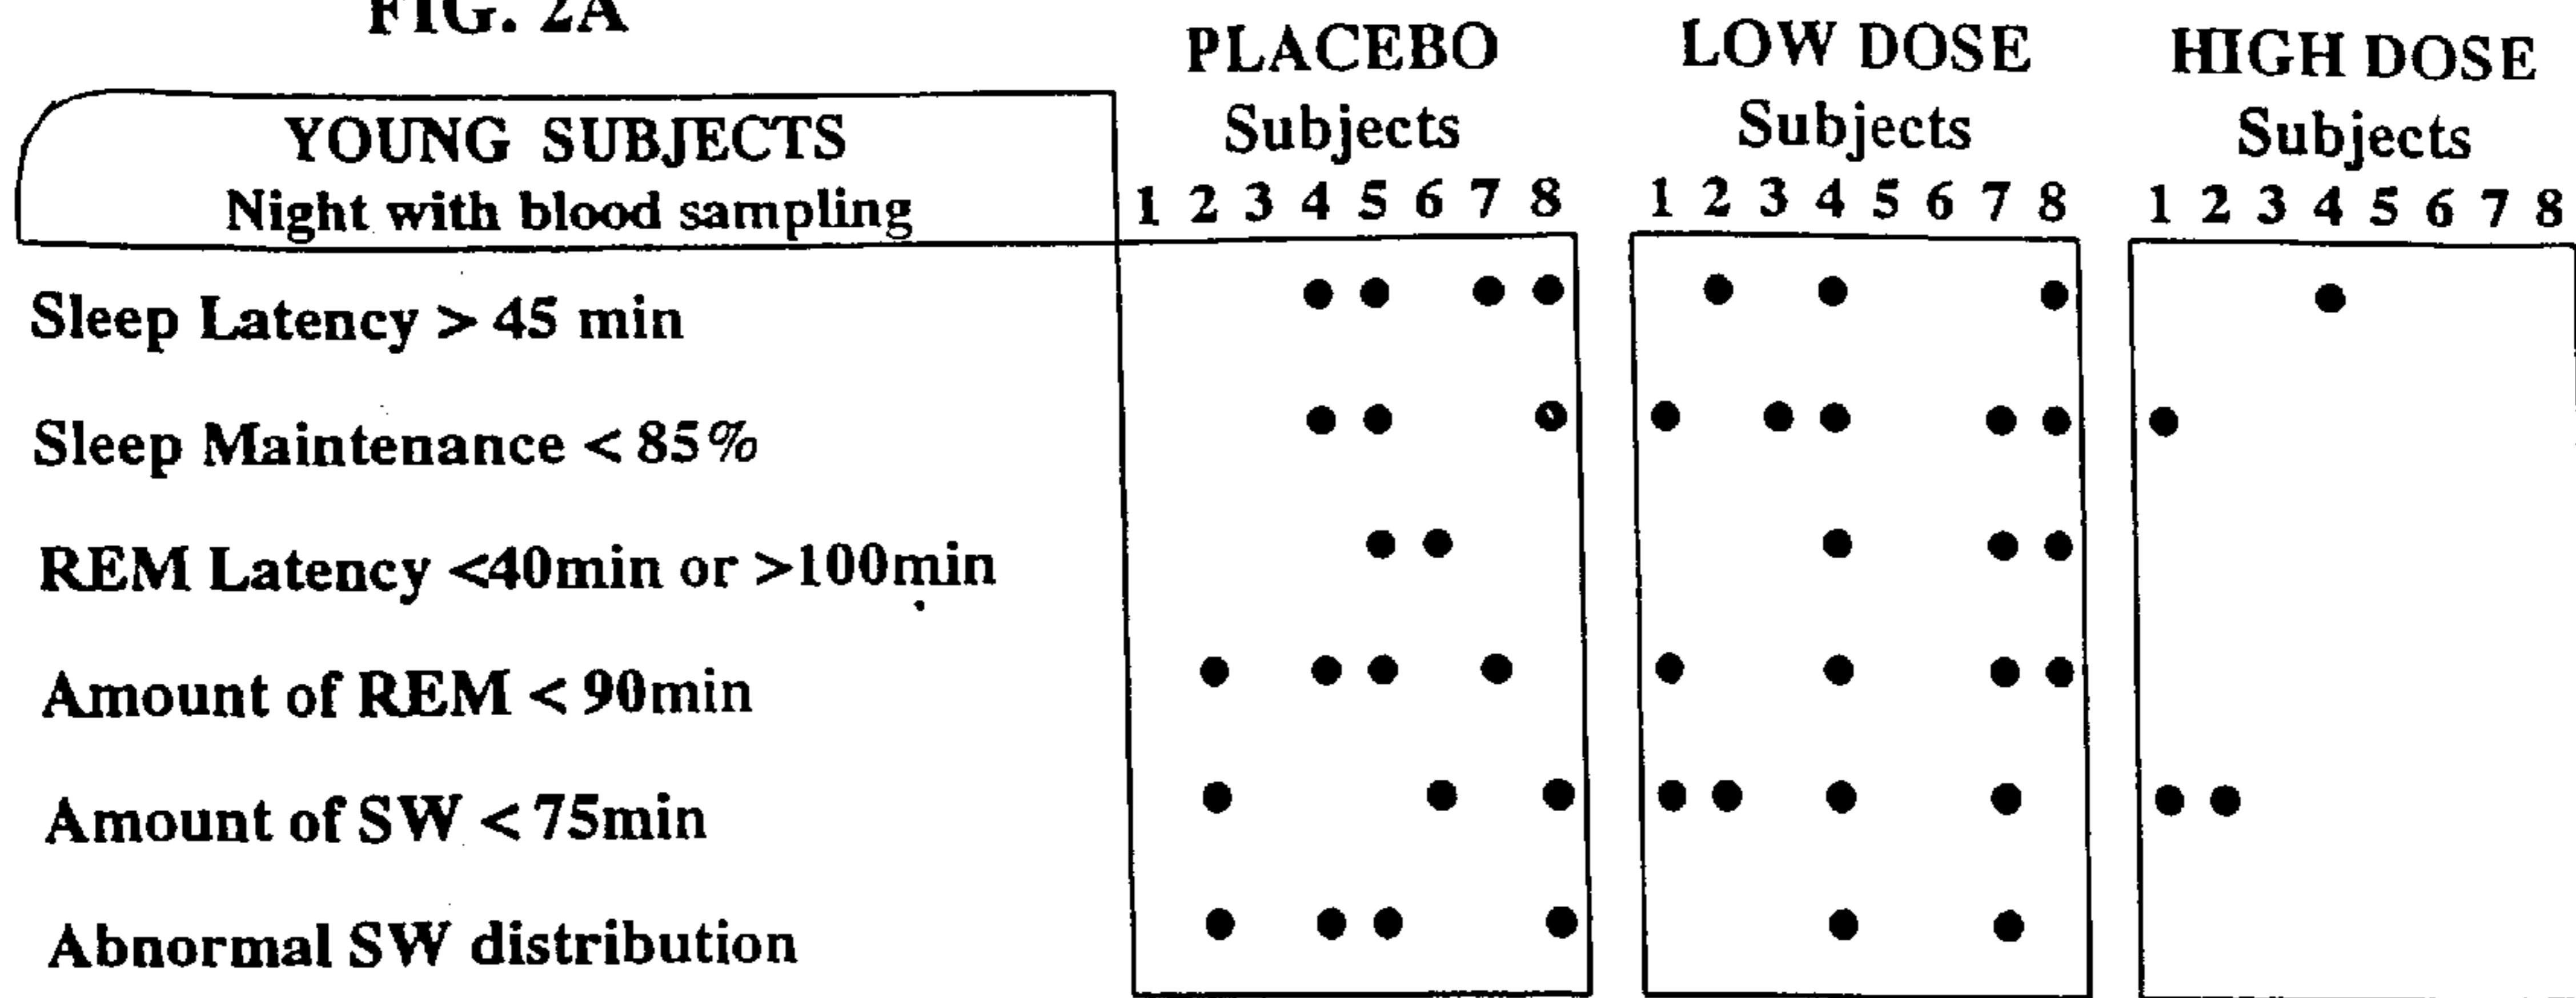 FIG. 2A
PLACEBO LOW DOSE HIGH DOSE
YOUNG SUBJECTS Subjects Subjects Subjects
Night with blood sampling 1 2 3 4 5 6 7 8 1 2 3 4 5 6 7 8 1 2 3 4 5 6 7 8
Sleep Latency > 45 min
Sleep Maintenance < 85%
REM Latency <40min or >100min
Amount of REM < 90min
Amount of SW < 75min
Abnormal SW distribution